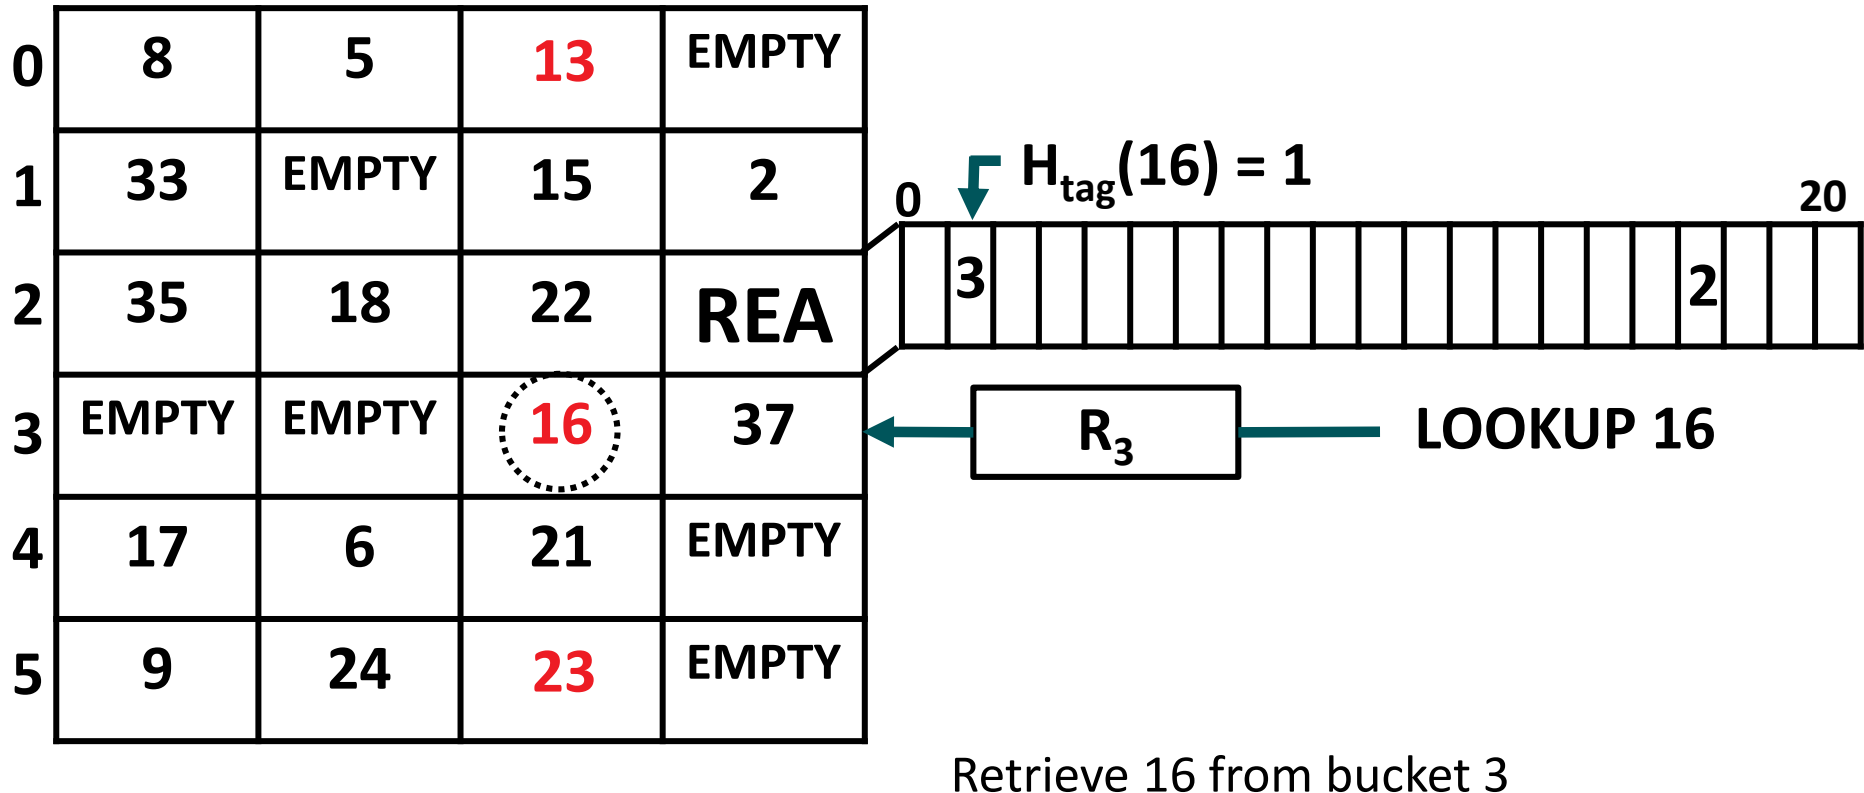 0 8 5 13 EMPTY
1 33 EMPTY 15 2
2 35 18 22 REA
3 EMPTY EMPTY 16 37
4 17 6 21 EMPTY
5 9 24 23 EMPTY
Htag(16) = 1
0 20
3 2
R3 LOOKUP 16
Retrieve 16 from bucket 3